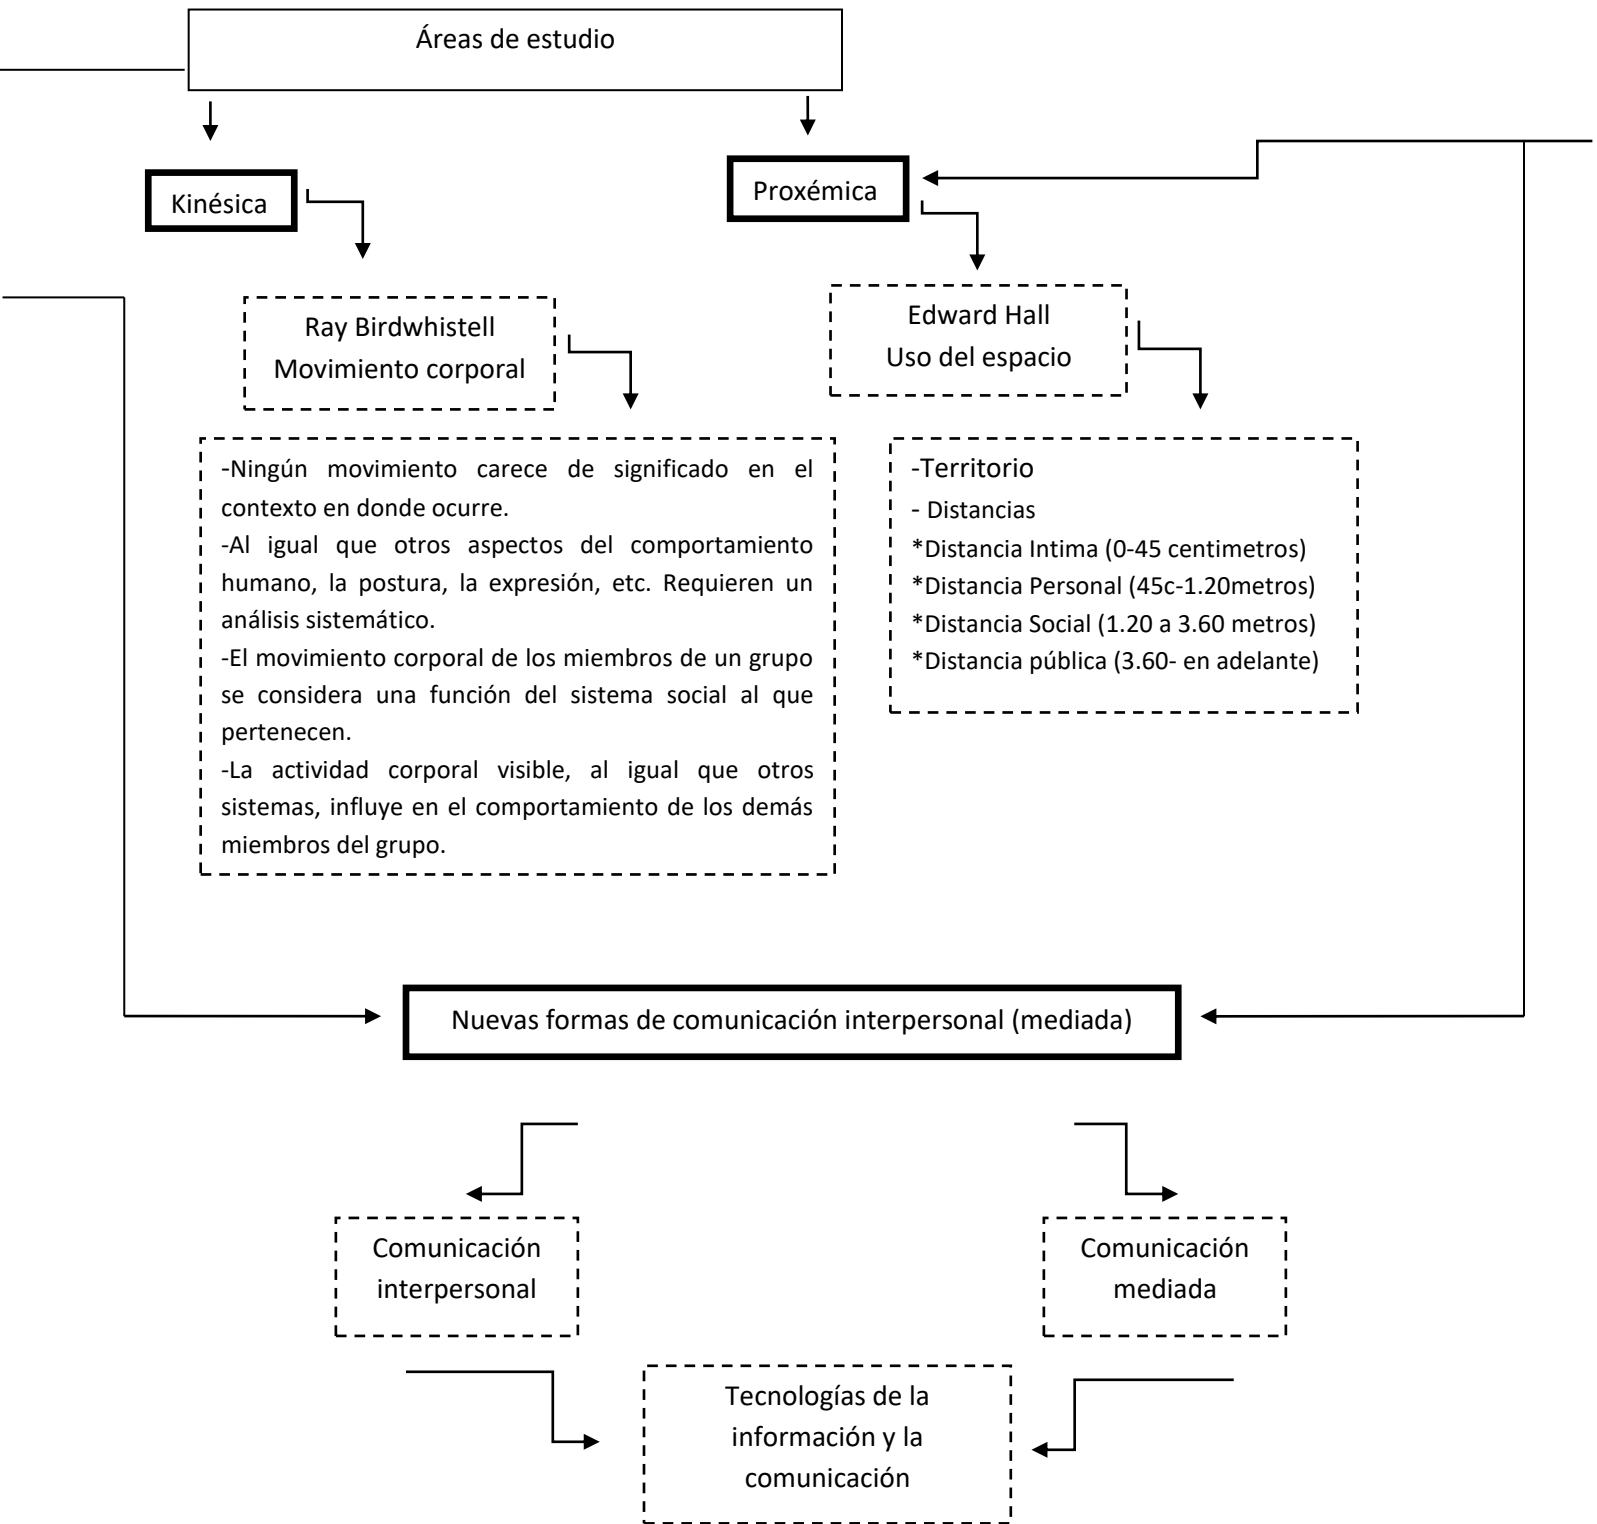 Áreas de estudio
Kinésica
Proxémica
Ray Birdwhistell
Movimiento corporal
Edward Hall
Uso del espacio
-Ningún movimiento carece de significado en el
contexto en donde ocurre.
-Al igual que otros aspectos del comportamiento
humano, la postura, la expresión, etc. Requieren un
análisis sistemático.
-El movimiento corporal de los miembros de un grupo
se considera una función del sistema social al que
pertenecen.
-La actividad corporal visible, al igual que otros
sistemas, influye en el comportamiento de los demás
miembros del grupo.
-Territorio
- Distancias
*Distancia Intima (0-45 centimetros)
*Distancia Personal (45c-1.20metros)
*Distancia Social (1.20 a 3.60 metros)
*Distancia pública (3.60- en adelante)
Nuevas formas de comunicación interpersonal (mediada)
Comunicación
interpersonal
Comunicación
mediada
Tecnologías de la
información y la
comunicación